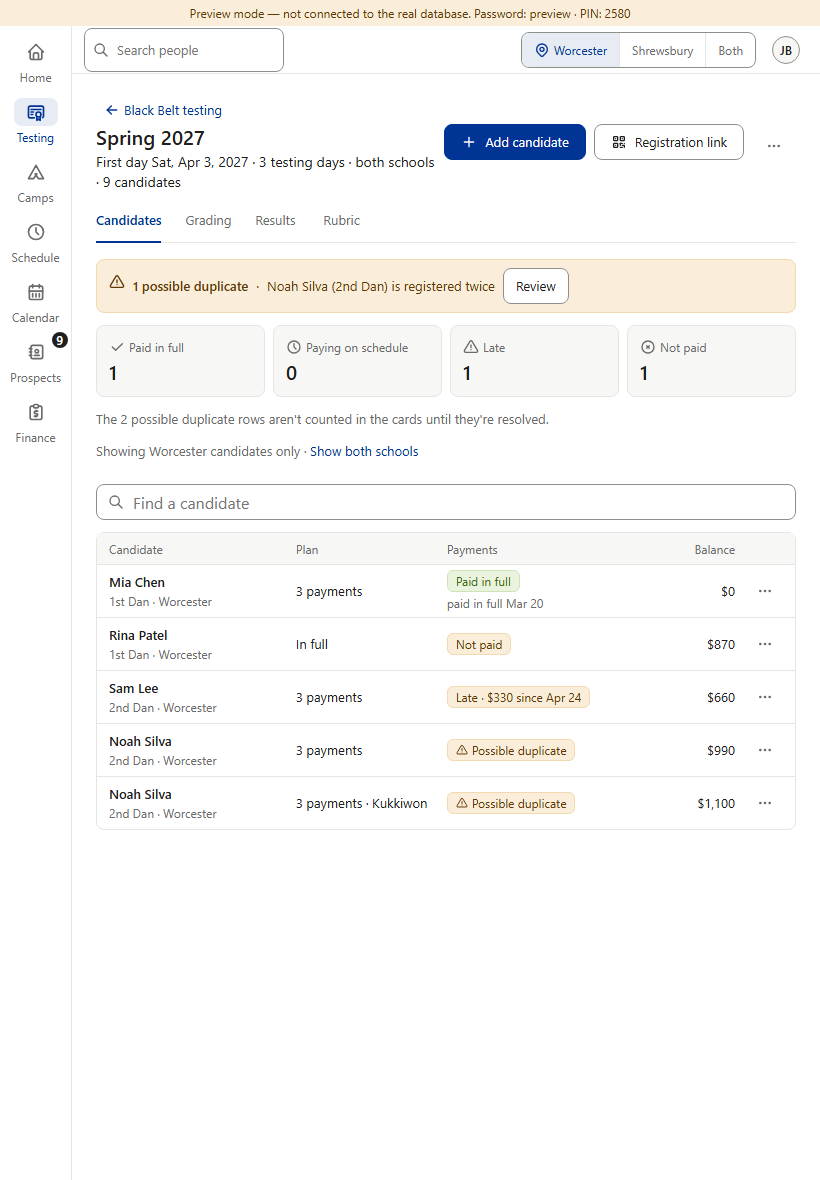 Preview mode — not connected to the real database. Password: preview · PIN: 2580
Search people
Worcester
Shrewsbury
Both
JB
Home
Testing
Camps
Schedule
Calendar
9
Prospects
Finance
Black Belt testing
Spring 2027
First day Sat, Apr 3, 2027 · 3 testing days · both schools
· 9 candidates
Add candidate
Registration link
Candidates
Grading
Results
Rubric
1 possible duplicate · Noah Silva (2nd Dan) is registered twice
Review
Paid in full
1
Paying on schedule
0
Late
1
Not paid
1
The 2 possible duplicate rows aren't counted in the cards until they're resolved.
Showing Worcester candidates only · Show both schools
Find a candidate
Candidate Plan Payments Balance
Mia Chen
1st Dan · Worcester
3 payments
Paid in full
paid in full Mar 20
$0
Rina Patel
1st Dan · Worcester
In full
Not paid
$870
Sam Lee
2nd Dan · Worcester
3 payments
Late · $330 since Apr 24
$660
Noah Silva
2nd Dan · Worcester
3 payments
Possible duplicate
$990
Noah Silva
2nd Dan · Worcester
3 payments · Kukkiwon
Possible duplicate
$1,100